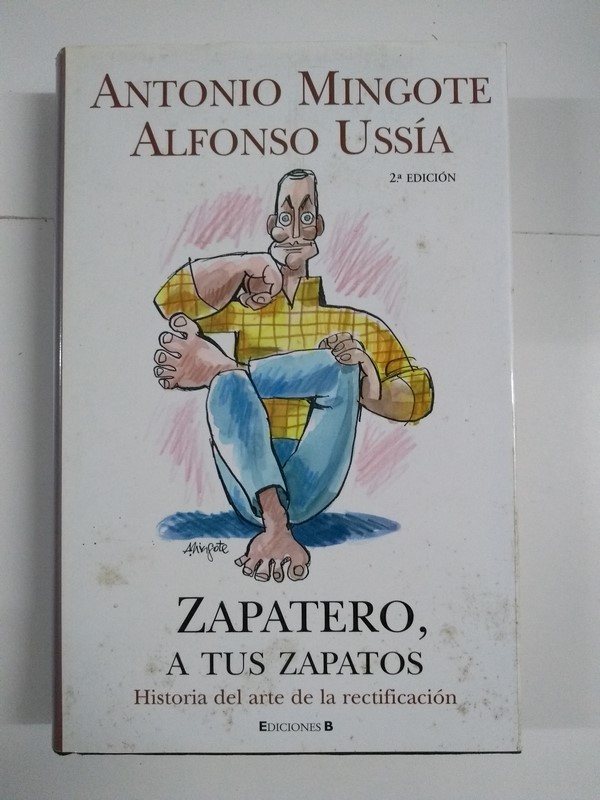 ANTONIO MINGOTE
ALFONSO USSÍA
2.ª EDICIÓN
Mingote
ZAPATERO,
A TUS ZAPATOS
Historia del arte de la rectificación
EDICIONES B